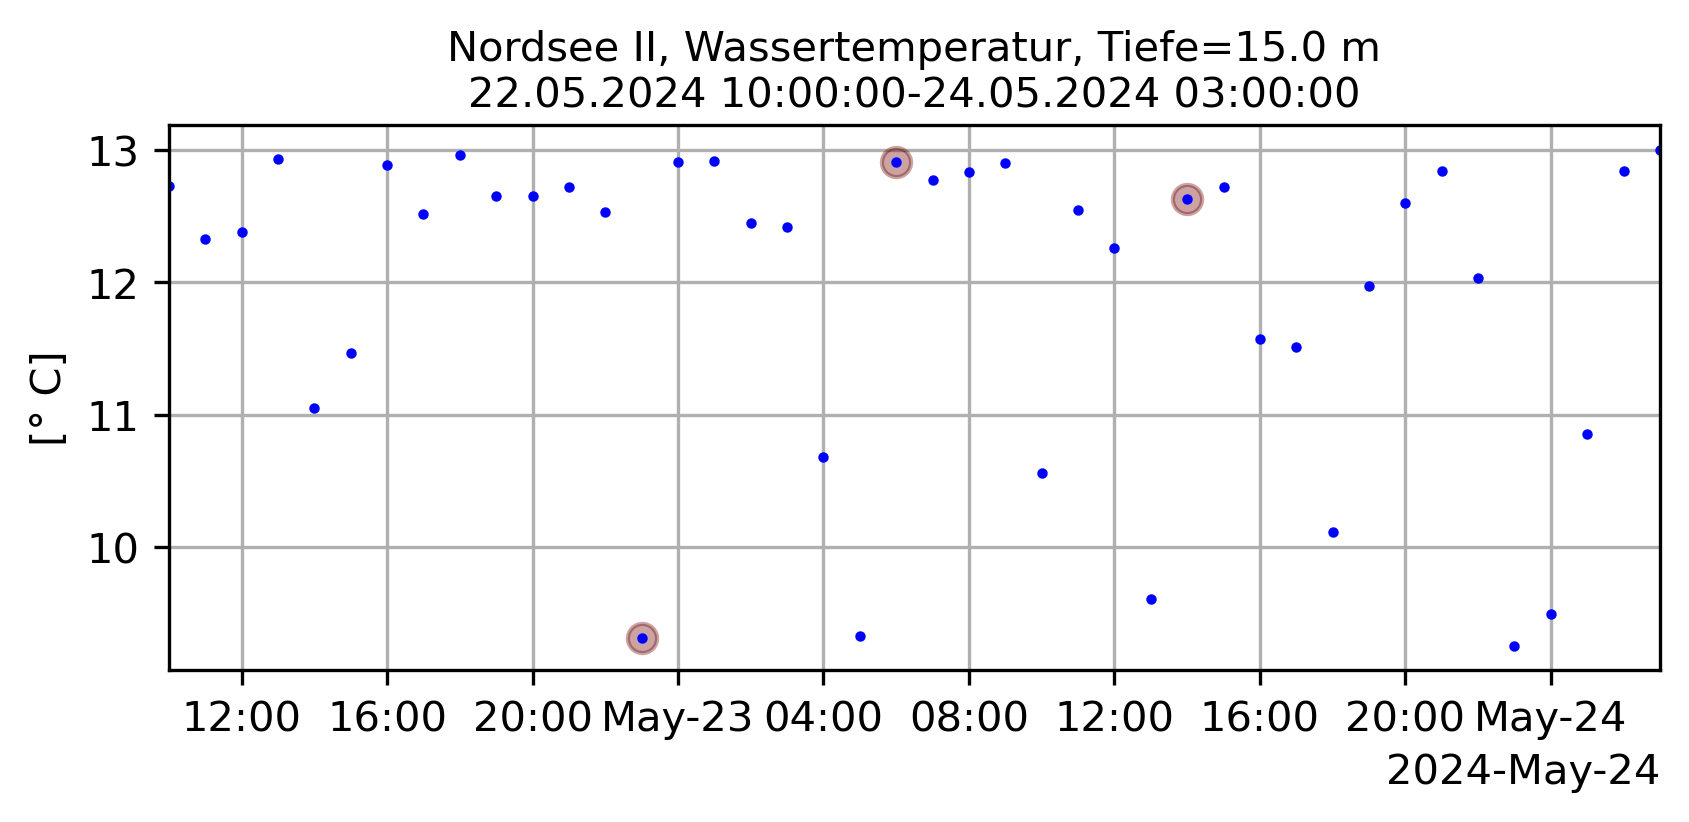 Nordsee II, Wassertemperatur, Tiefe=15.0 m
22.05.2024 10:00:00-24.05.2024 03:00:00
13
12
11
10
[° C]
12:00 16:00 20:00 May-23 04:00 08:00 12:00 16:00 20:00 May-24
2024-May-24